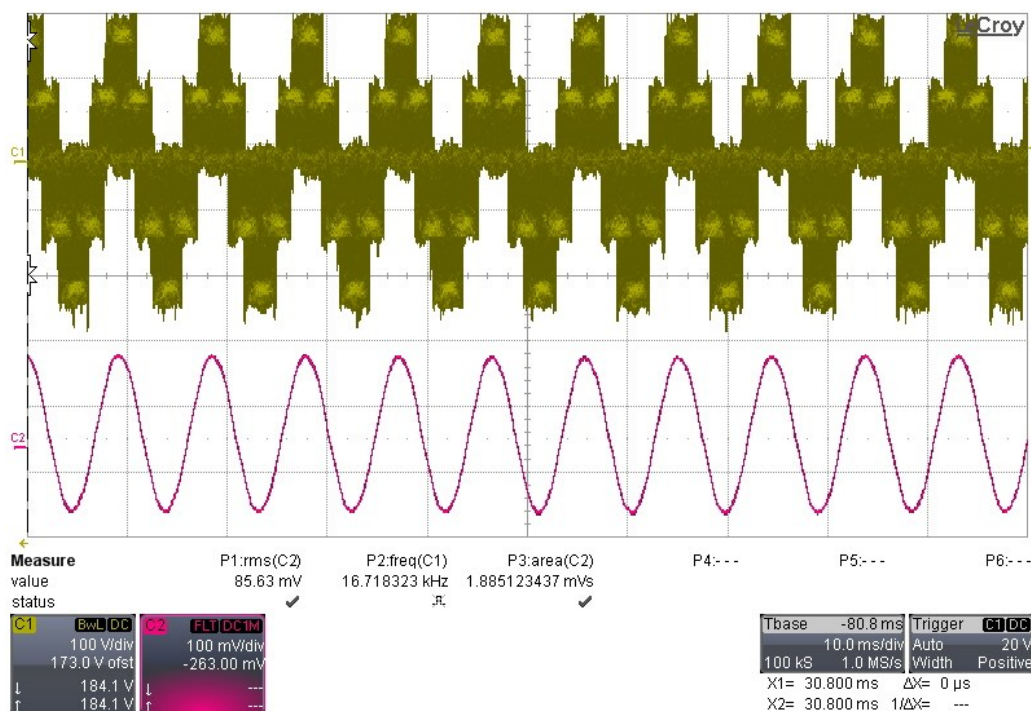 LeCroy
C1
C2
Measure P1:rms(C2) P2:freq(C1) P3:area(C2) P4:- - - P5:- - - P6:- - -
value 85.63 mV 16.718323 kHz 1.885123437 mVs
status
C1 BwL DC
100 V/div
173.0 V ofst
184.1 V
184.1 V
C2 FLT DC1M
100 mV/div
-263.00 mV
---
---
Tbase -80.8 ms
10.0 ms/div
100 kS 1.0 MS/s
Trigger C1 DC
Auto 20 V
Width Positive
X1= 30.800 ms ΔX= 0 µs
X2= 30.800 ms 1/ΔX= ---